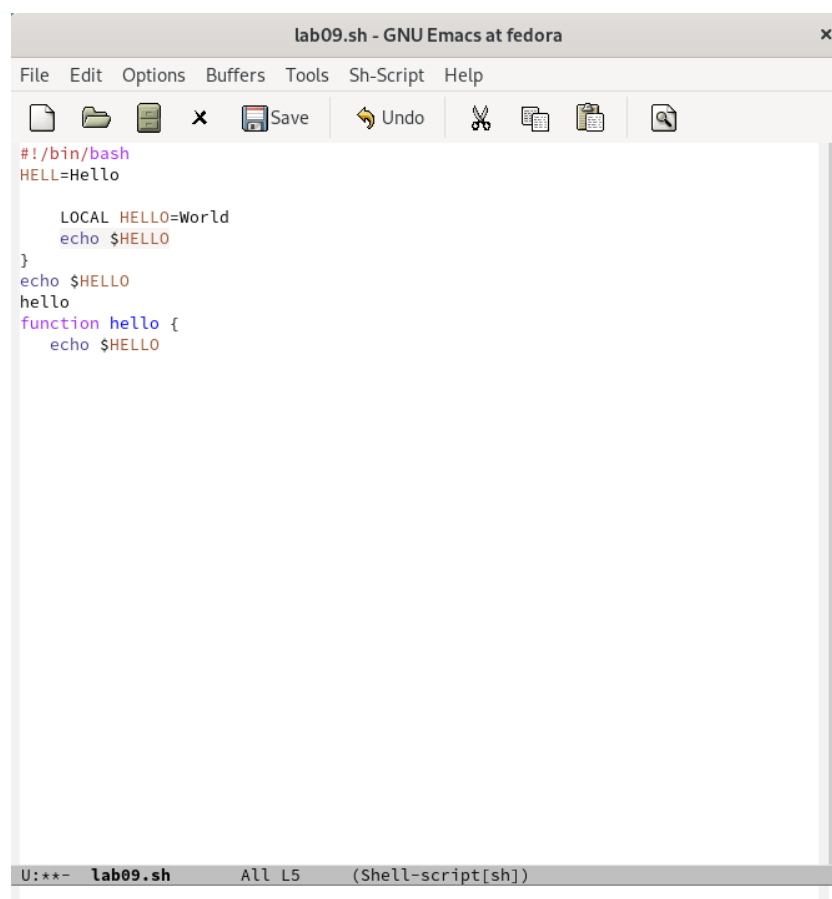 lab09.sh - GNU Emacs at fedora ×
File Edit Options Buffers Tools Sh-Script Help
Save Undo
#!/bin/bash
HELL=Hello
LOCAL HELLO=World
echo $HELLO
}
echo $HELLO
hello
function hello {
echo $HELLO
U:**- lab09.sh All L5 (Shell-script[sh])